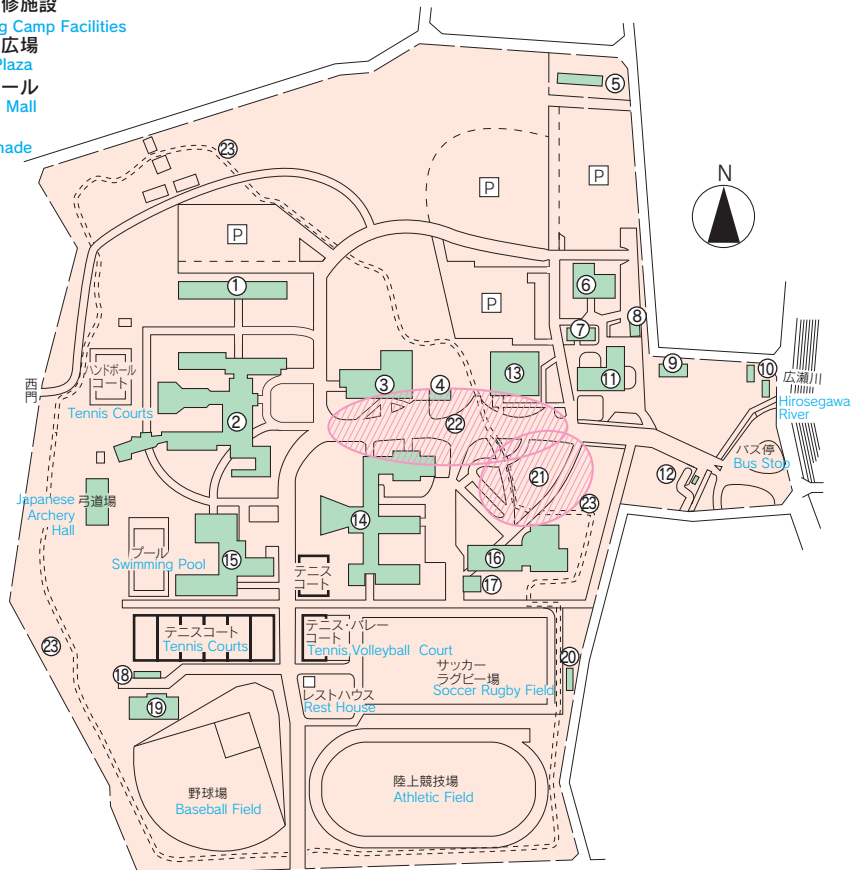 修施設
g Camp Facilities
広場
Plaza
ール
Mall
nade
⑤
㉓
N
P
P
P
P
①
⑥
⑦
⑧
⑨
⑩
広瀬川
Hirosegawa
River
⑬
③
④
⑪
西門
ハンドボール
コート
Tennis Courts
②
㉒
バス停
Bus Stop
⑫
㉑
㉓
Japanese
Archery
Hall
弓道場
⑭
プール
Swimming Pool
⑮
テニス
コート
⑯
⑰
テニスコート
Tennis Courts
テニス・バレー
コート
Tennis,Volleyball Court
サッカー
ラグビー場
Soccer Rugby Field
⑳
㉓
⑱
⑲
レストハウス
Rest House
野球場
Baseball Field
陸上競技場
Athletic Field